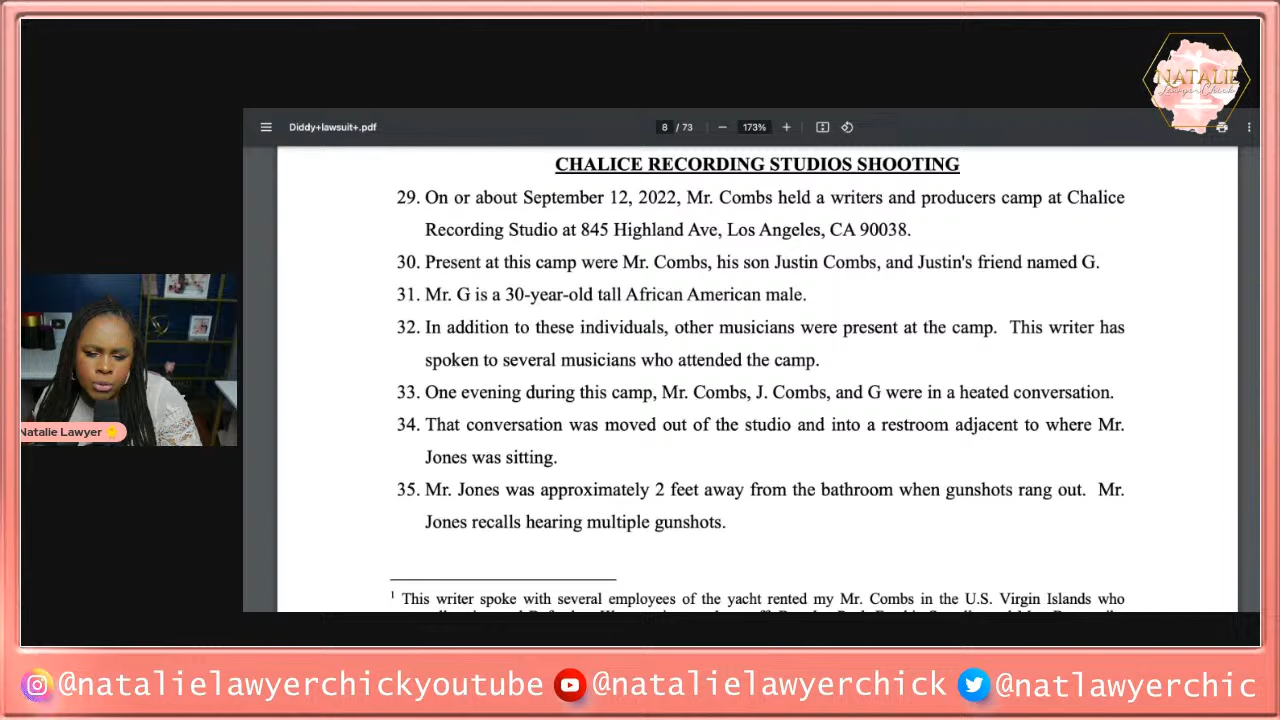 NATALIE
LawyerChick
Diddy+lawsuit+.pdf
8 / 73
173%
CHALICE RECORDING STUDIOS SHOOTING
29. On or about September 12, 2022, Mr. Combs held a writers and producers camp at Chalice
Recording Studio at 845 Highland Ave, Los Angeles, CA 90038.
30. Present at this camp were Mr. Combs, his son Justin Combs, and Justin's friend named G.
31. Mr. G is a 30-year-old tall African American male.
32. In addition to these individuals, other musicians were present at the camp. This writer has
spoken to several musicians who attended the camp.
33. One evening during this camp, Mr. Combs, J. Combs, and G were in a heated conversation.
34. That conversation was moved out of the studio and into a restroom adjacent to where Mr.
Jones was sitting.
35. Mr. Jones was approximately 2 feet away from the bathroom when gunshots rang out. Mr.
Jones recalls hearing multiple gunshots.
1 This writer spoke with several employees of the yacht rented my Mr. Combs in the U.S. Virgin Islands who
Natalie Lawyer
@natalielawyerchickyoutube
@natalielawyerchick
@natlawyerchic